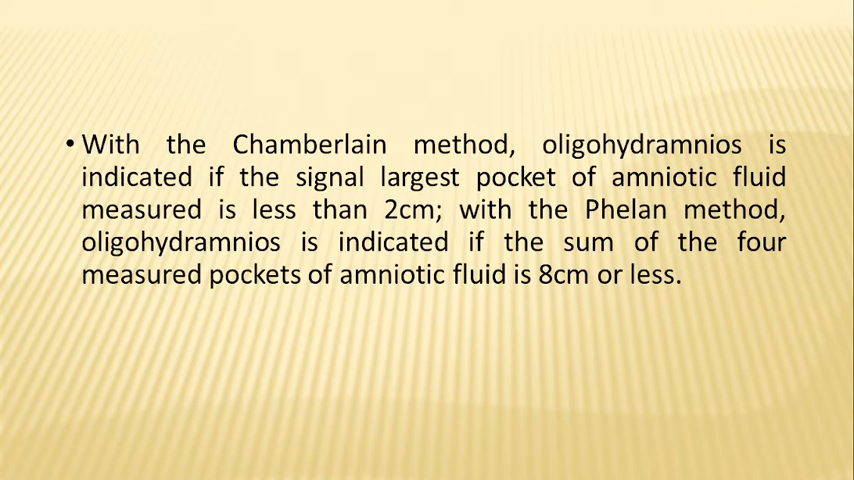 • With the Chamberlain method, oligohydramnios is
indicated if the signal largest pocket of amniotic fluid
measured is less than 2cm; with the Phelan method,
oligohydramnios is indicated if the sum of the four
measured pockets of amniotic fluid is 8cm or less.